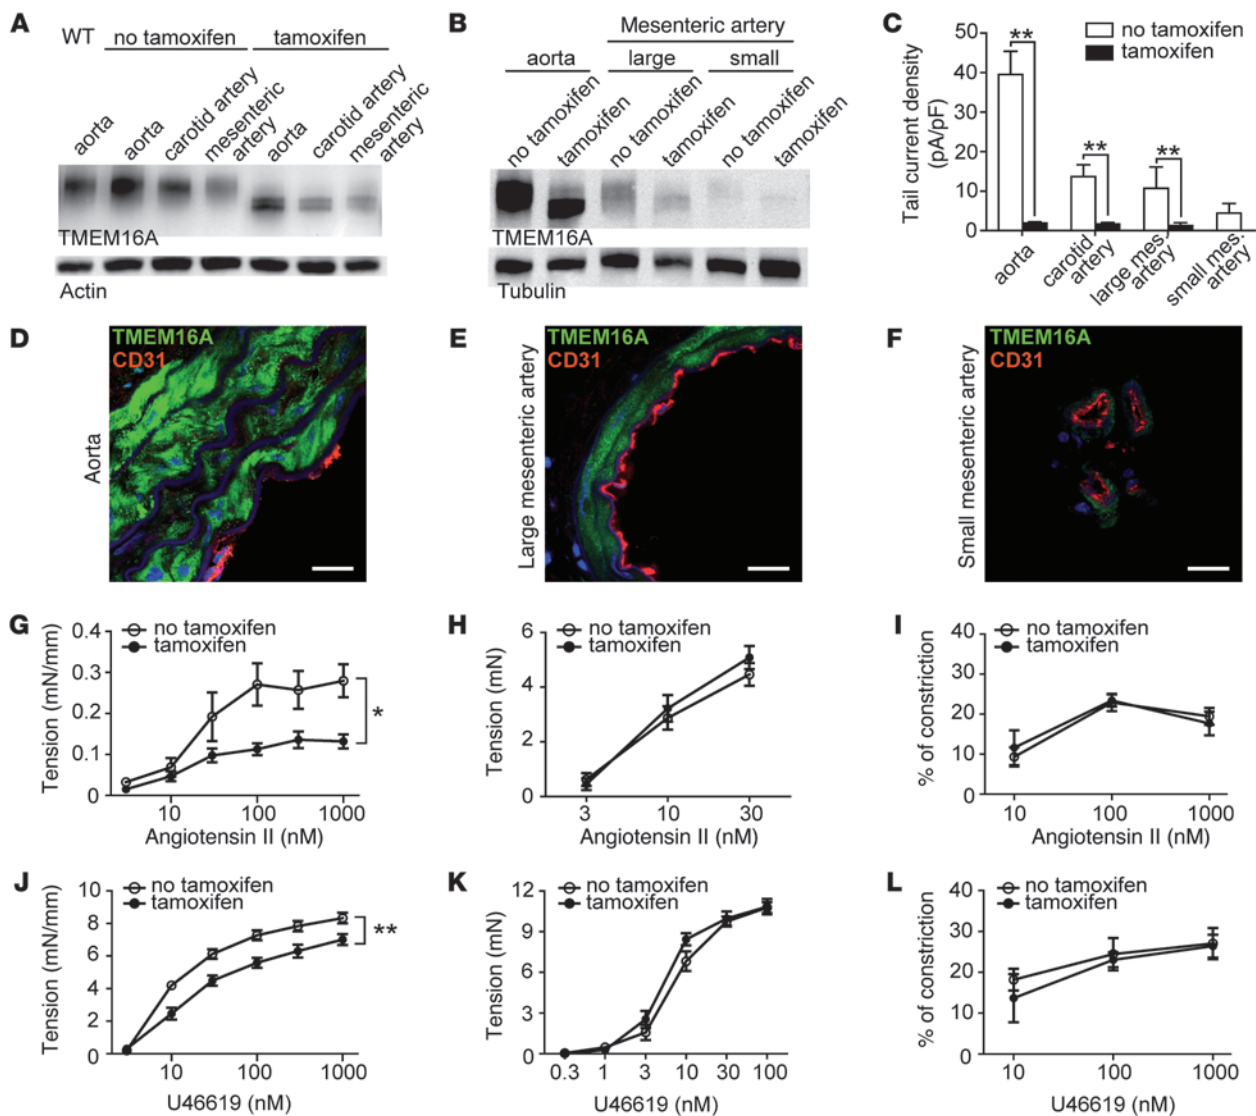 A
WT
no tamoxifen
tamoxifen
aorta
aorta
carotid artery
mesenteric
artery
aorta
carotid artery
mesenteric
artery
TMEM16A
Actin
B
Mesenteric artery
aorta
large
small
no tamoxifen
tamoxifen
no tamoxifen
tamoxifen
no tamoxifen
tamoxifen
TMEM16A
Tubulin
C
no tamoxifen
tamoxifen
Tail current density
(pA/pF)
50
40
30
20
10
0
**
**
**
aorta
carotid
artery
large mes.
artery
small mes.
artery
D
TMEM16A
CD31
Aorta
E
TMEM16A
CD31
Large mesenteric artery
F
TMEM16A
CD31
Small mesenteric artery
G
no tamoxifen
tamoxifen
Tension (mN/mm)
0.4
0.3
0.2
0.1
0
*
10 100 1000
Angiotensin II (nM)
H
no tamoxifen
tamoxifen
Tension (mN)
6
4
2
0
3 10 30
Angiotensin II (nM)
I
no tamoxifen
tamoxifen
% of constriction
40
30
20
10
0
10 100 1000
Angiotensin II (nM)
J
no tamoxifen
tamoxifen
Tension (mN/mm)
10
8
6
4
2
0
**
10 100 1000
U46619 (nM)
K
no tamoxifen
tamoxifen
Tension (mN)
12
9
6
3
0
0.3 1 3 10 30 100
U46619 (nM)
L
no tamoxifen
tamoxifen
% of constriction
40
30
20
10
0
10 100 1000
U46619 (nM)